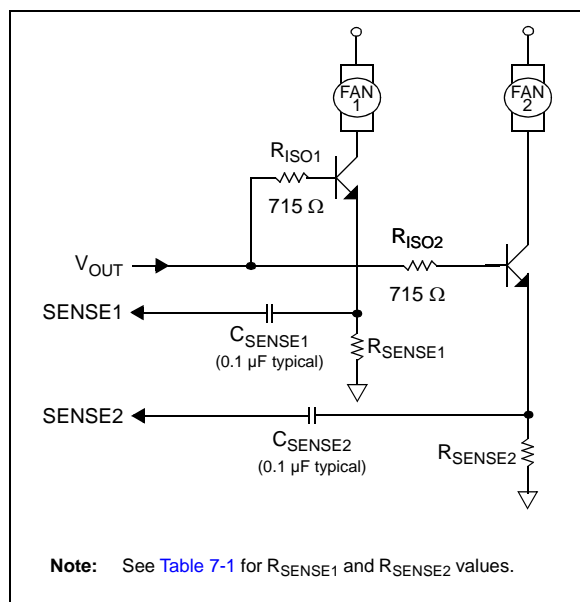 FAN
1
FAN
2
RISO1
715 Ω
RISO2
715 Ω
VOUT
SENSE1
CSENSE1
(0.1 µF typical)
RSENSE1
SENSE2
CSENSE2
(0.1 µF typical)
RSENSE2
Note: See Table 7-1 for RSENSE1 and RSENSE2 values.